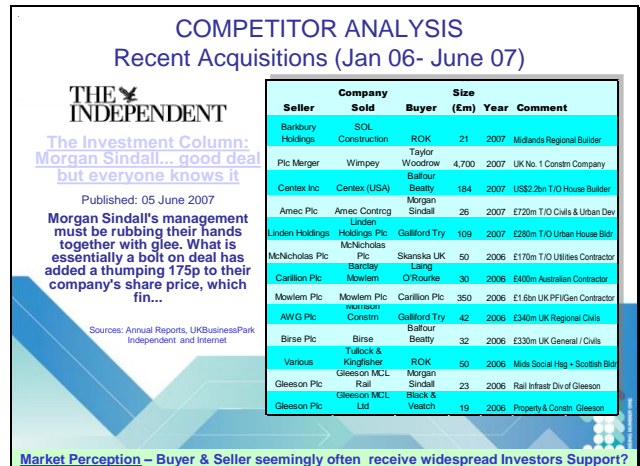 COMPETITOR ANALYSIS
Recent Acquisitions (Jan 06- June 07)
THE
INDEPENDENT
The Investment Column:
Morgan Sindall... good deal
but everyone knows it
Published: 05 June 2007
Morgan Sindall's management
must be rubbing their hands
together with glee. What is
essentially a bolt on deal has
added a thumping 175p to their
company's share price, which
fin...
Sources: Annual Reports, UKBusinessPark
Independent and Internet
Seller Company Sold Buyer Size (£m) Year Comment
Barkbury Holdings SOL Construction ROK 21 2007 Midlands Regional Builder
Plc Merger Wimpey Taylor Woodrow 4,700 2007 UK No. 1 Constrn Company
Centex Inc Centex (USA) Balfour Beatty 184 2007 US$2.2bn T/O House Builder
Amec Plc Amec Contrcg Morgan Sindall 26 2007 £720m T/O Civils & Urban Dev
Linden Holdings Linden Holdings Plc Galliford Try 109 2007 £280m T/O Urban House Bldr
McNicholas Plc McNicholas Plc Skanska UK 50 2006 £170m T/O Utilities Contractor
Carillion Plc Barclay Mowlem Laing O'Rourke 30 2006 £400m Australian Contractor
Mowlem Plc Mowlem Plc Carillion Plc 350 2006 £1.6bn UK PFI/Gen Contractor
AWG Plc Morrison Constrn Galliford Try 42 2006 £340m UK Regional Civils
Birse Plc Birse Balfour Beatty 32 2006 £330m UK General / Civils
Various Tullock & Kingfisher ROK 50 2006 Mids Social Hsg + Scottish Bldr
Gleeson Plc Gleeson MCL Rail Morgan Sindall 23 2006 Rail Infrastr Div of Gleeson
Gleeson Plc Gleeson MCL Ltd Black & Veatch 19 2006 Property & Constn Gleeson
Market Perception – Buyer & Seller seemingly often receive widespread Investors Support?